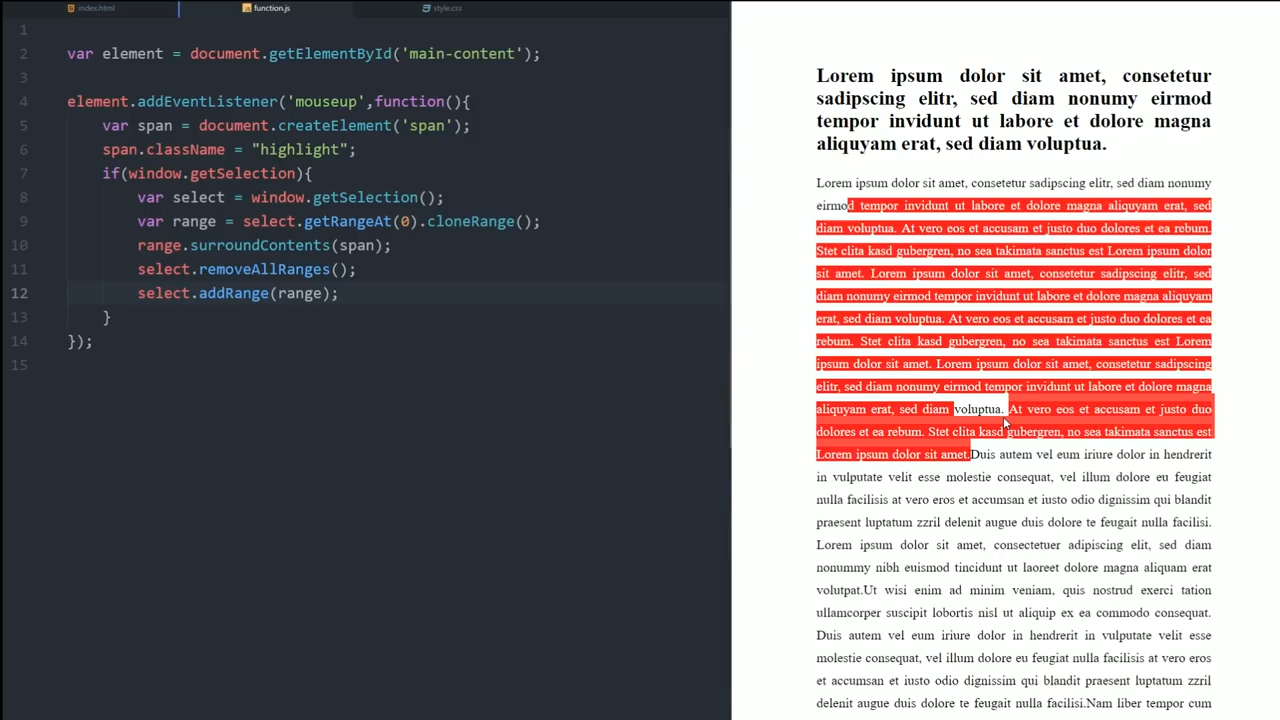 index.html function.js style.css
1
2 var element = document.getElementById('main-content');
3
4 element.addEventListener('mouseup',function(){
5 var span = document.createElement('span');
6 span.className = "highlight";
7 if(window.getSelection){
8 var select = window.getSelection();
9 var range = select.getRangeAt(0).cloneRange();
10 range.surroundContents(span);
11 select.removeAllRanges();
12 select.addRange(range);
13 }
14 });
15
Lorem ipsum dolor sit amet, consetetur
sadipscing elitr, sed diam nonumy eirmod
tempor invidunt ut labore et dolore magna
aliquyam erat, sed diam voluptua.
Lorem ipsum dolor sit amet, consetetur sadipscing elitr, sed diam nonumy
eirmod tempor invidunt ut labore et dolore magna aliquyam erat, sed
diam voluptua. At vero eos et accusam et justo duo dolores et ea rebum.
Stet clita kasd gubergren, no sea takimata sanctus est Lorem ipsum dolor
sit amet. Lorem ipsum dolor sit amet, consetetur sadipscing elitr, sed
diam nonumy eirmod tempor invidunt ut labore et dolore magna aliquyam
erat, sed diam voluptua. At vero eos et accusam et justo duo dolores et ea
rebum. Stet clita kasd gubergren, no sea takimata sanctus est Lorem
ipsum dolor sit amet. Lorem ipsum dolor sit amet, consetetur sadipscing
elitr, sed diam nonumy eirmod tempor invidunt ut labore et dolore magna
aliquyam erat, sed diam voluptua. At vero eos et accusam et justo duo
dolores et ea rebum. Stet clita kasd gubergren, no sea takimata sanctus est
Lorem ipsum dolor sit amet.Duis autem vel eum iriure dolor in hendrerit
in vulputate velit esse molestie consequat, vel illum dolore eu feugiat
nulla facilisis at vero eros et accumsan et iusto odio dignissim qui blandit
praesent luptatum zzril delenit augue duis dolore te feugait nulla facilisi.
Lorem ipsum dolor sit amet, consectetuer adipiscing elit, sed diam
nonummy nibh euismod tincidunt ut laoreet dolore magna aliquam erat
volutpat.Ut wisi enim ad minim veniam, quis nostrud exerci tation
ullamcorper suscipit lobortis nisl ut aliquip ex ea commodo consequat.
Duis autem vel eum iriure dolor in hendrerit in vulputate velit esse
molestie consequat, vel illum dolore eu feugiat nulla facilisis at vero eros
et accumsan et iusto odio dignissim qui blandit praesent luptatum zzril
delenit augue duis dolore te feugait nulla facilisi.Nam liber tempor cum